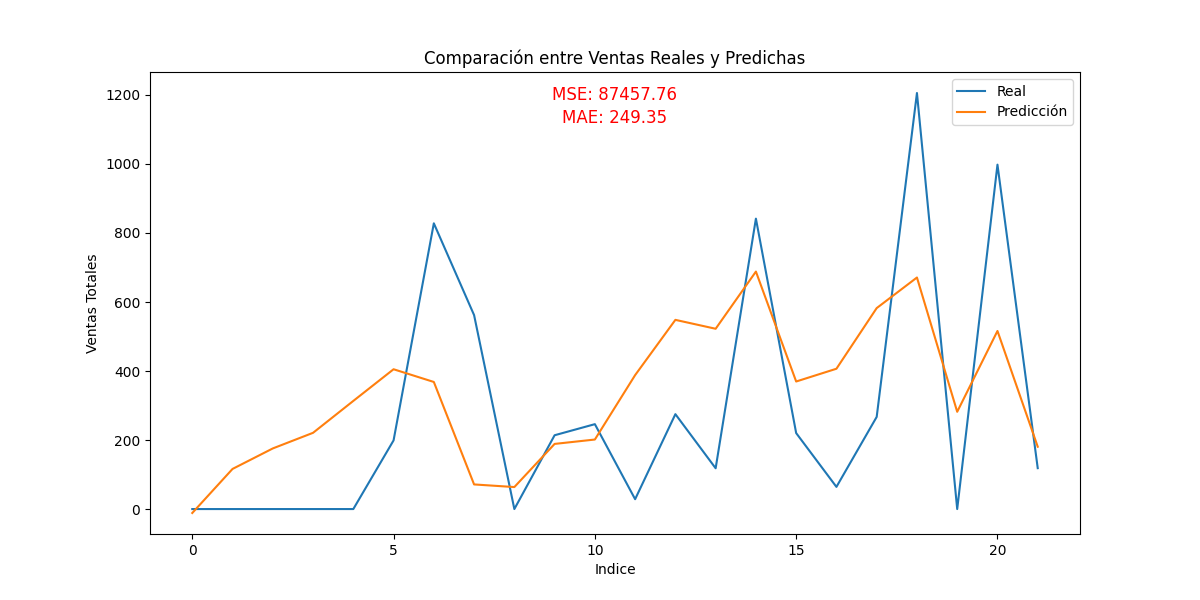 Comparación entre Ventas Reales y Predichas
MSE: 87457.76
MAE: 249.35
Real
Predicción
Ventas Totales
1200
1000
800
600
400
200
0
0
5
10
15
20
Indice